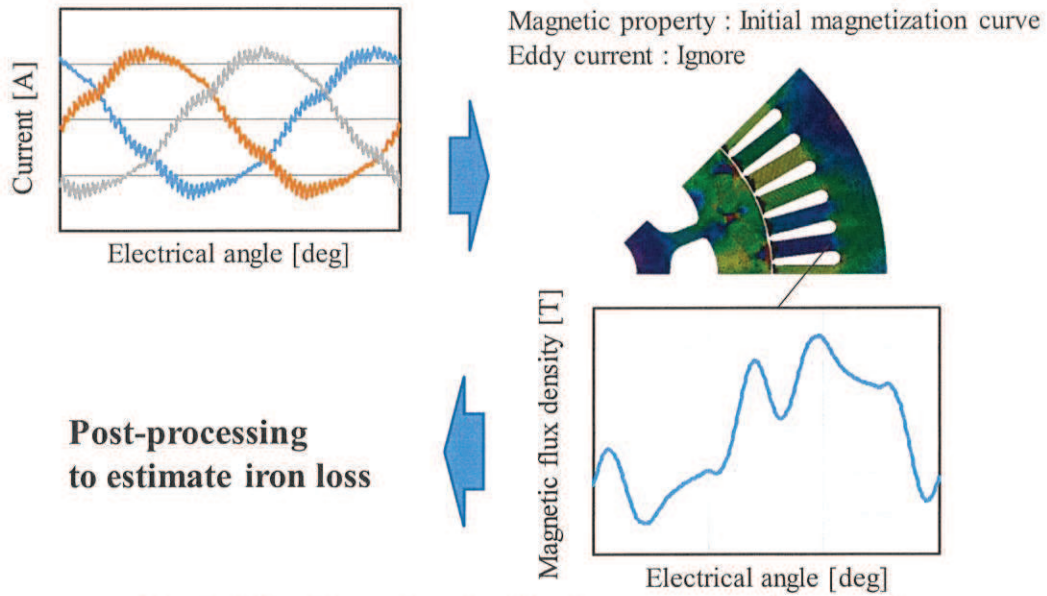 Current [A]
Electrical angle [deg]
Magnetic property : Initial magnetization curve
Eddy current : Ignore
Magnetic flux density [T]
Electrical angle [deg]
Post-processing
to estimate iron loss